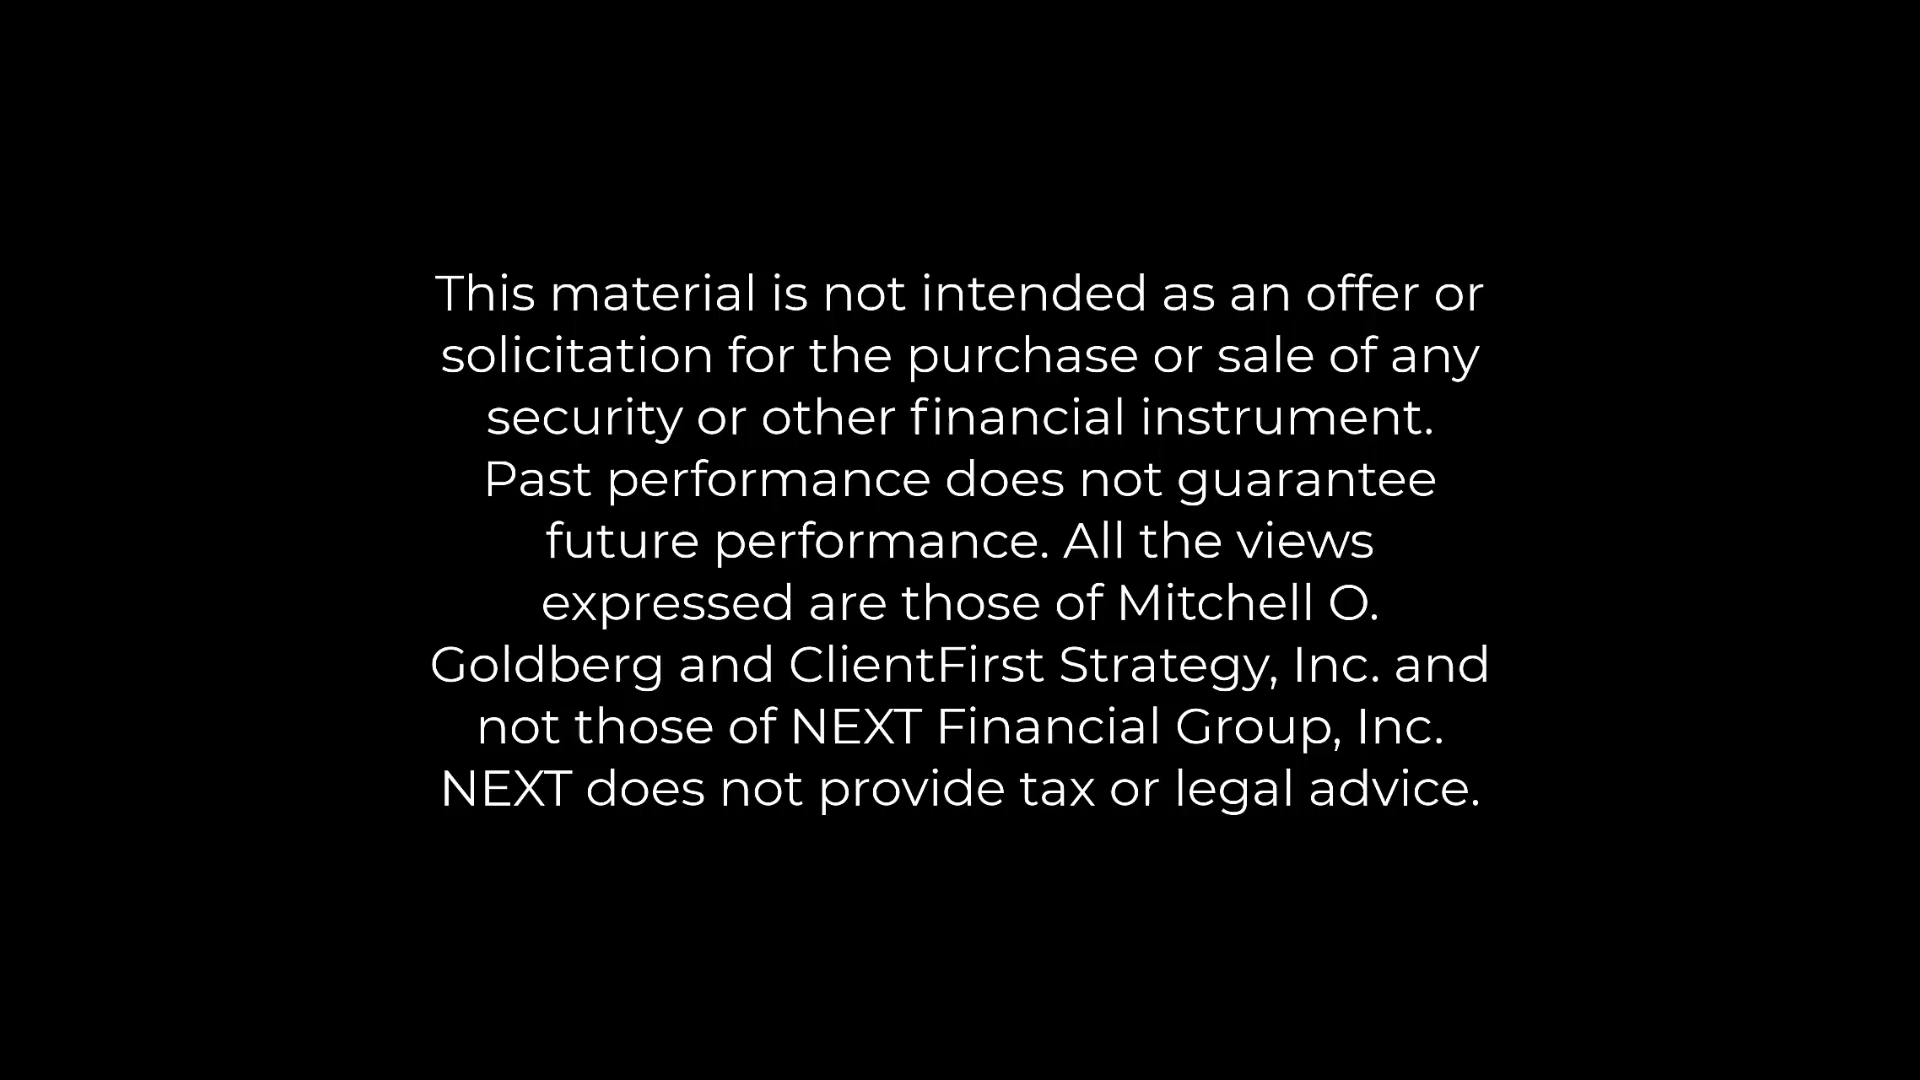 This material is not intended as an offer or
solicitation for the purchase or sale of any
security or other financial instrument.
Past performance does not guarantee
future performance. All the views
expressed are those of Mitchell O.
Goldberg and ClientFirst Strategy, Inc. and
not those of NEXT Financial Group, Inc.
NEXT does not provide tax or legal advice.